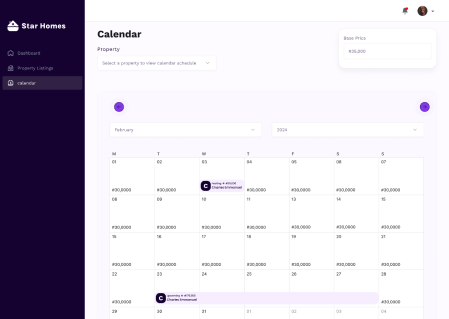 Star Homes
Dashboard
Property Listings
calendar
Calendar
Property
Select a property to view calendar schedule
Base Price
₦35,000
February
2024
M T W T F S S
01 02 03 04 05 06 07
C
Charles Emmanuel
₦30,0000 ₦30,0000 ₦30,0000 ₦30,0000 ₦30,0000 ₦30,0000
08 09 10 11 12 13 14
₦30,0000 ₦30,0000 ₦30,0000 ₦30,0000 ₦30,0000 ₦30,0000 ₦30,0000
15 16 17 18 19 20 21
₦30,0000 ₦30,0000 ₦30,0000 ₦30,0000 ₦30,0000 ₦30,0000 ₦30,0000
22 23 24 25 26 27 28
C
upcoming
Charles Emmanuel
₦30,0000 ₦30,0000
29 30 31 01 02 03 04